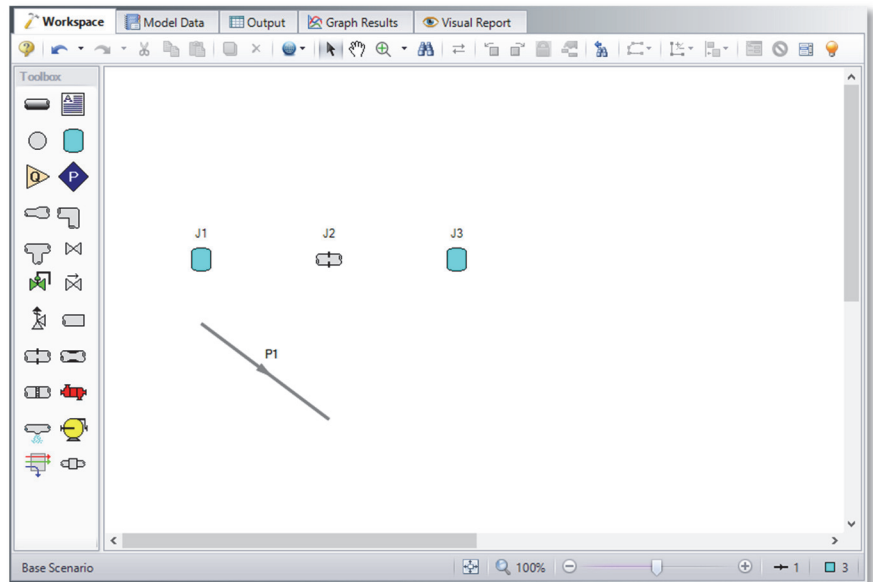 Workspace Model Data Output Graph Results Visual Report
Toolbox
A
Q P
J1 J2 J3
P1
Base Scenario 100% 1 3